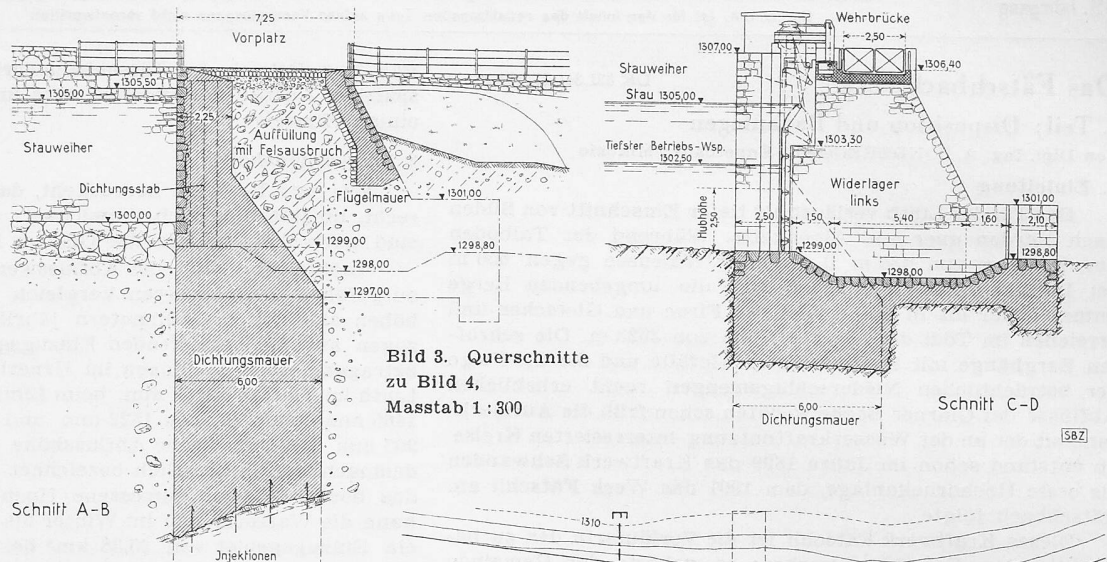 7,25
Vorplatz
1305,50
1305,00
2,25
Auffüllung
mit Felsausbruch
Stauweiher
Dichtungsstab
Flügelmauer
1301,00
1300,00
1299,00
1298,00
1298,80
1297,00
Dichtungsmauer
6,00
Schnitt A-B
Jnjektionen
Bild 3. Querschnitte
zu Bild 4,
Masstab 1:300
Wehrbrücke
2,50
1307,00
1306,40
Stauweiher
Stau 1305,00
1303,30
Tiefster Betriebs-Wsp.
1302,50
Widerlager
links
Hubhöhe
2,50
1,50
5,40
1,60
2,10
1301,00
1299,00
1298,00
1298,80
6,00
Dichtungsmauer
Schnitt C-D
SBZ
1310